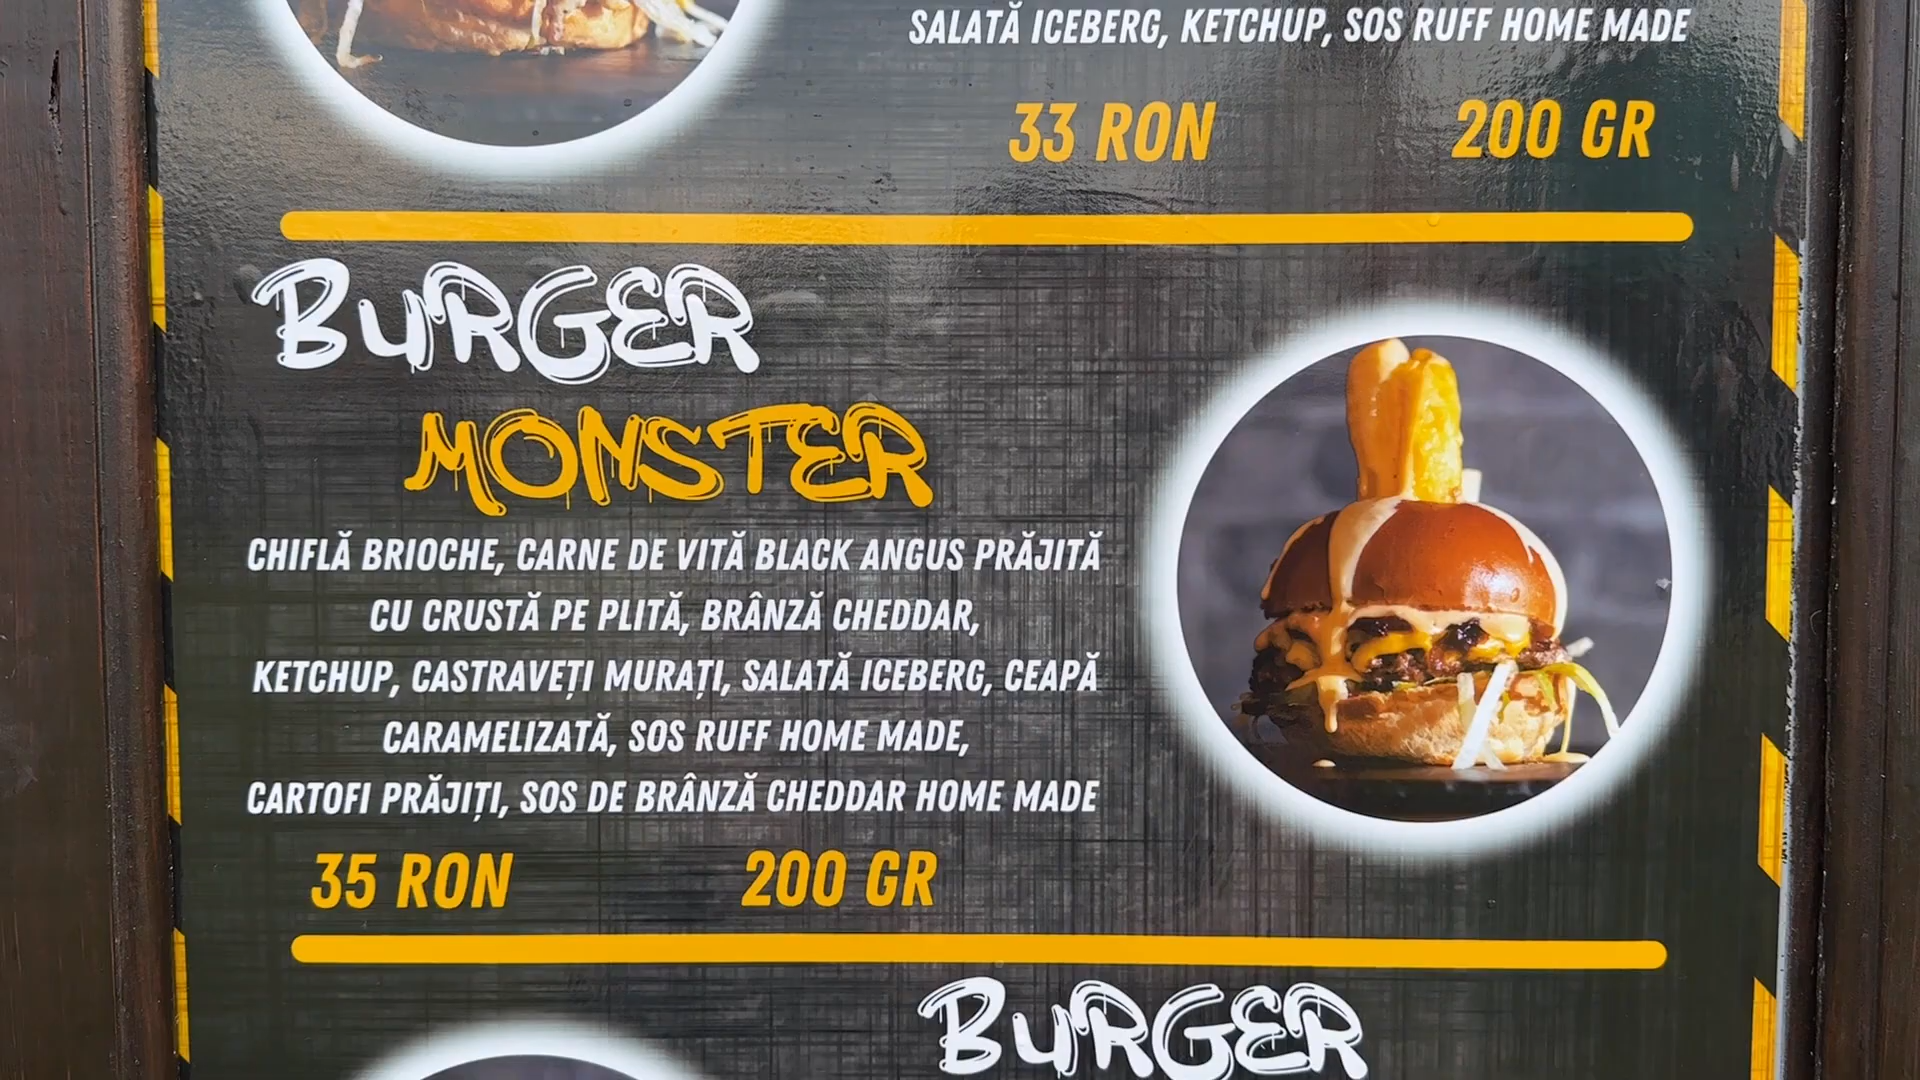 SALATĂ ICEBERG, KETCHUP, SOS RUFF HOME MADE
33 RON 200 GR
BURGER
MONSTER
CHIFLĂ BRIOCHE, CARNE DE VITĂ BLACK ANGUS PRĂJITĂ
CU CRUSTĂ PE PLITĂ, BRÂNZĂ CHEDDAR,
KETCHUP, CASTRAVEȚI MURAȚI, SALATĂ ICEBERG, CEAPĂ
CARAMELIZATĂ, SOS RUFF HOME MADE,
CARTOFI PRĂJIȚI, SOS DE BRÂNZĂ CHEDDAR HOME MADE
35 RON 200 GR
BURGER